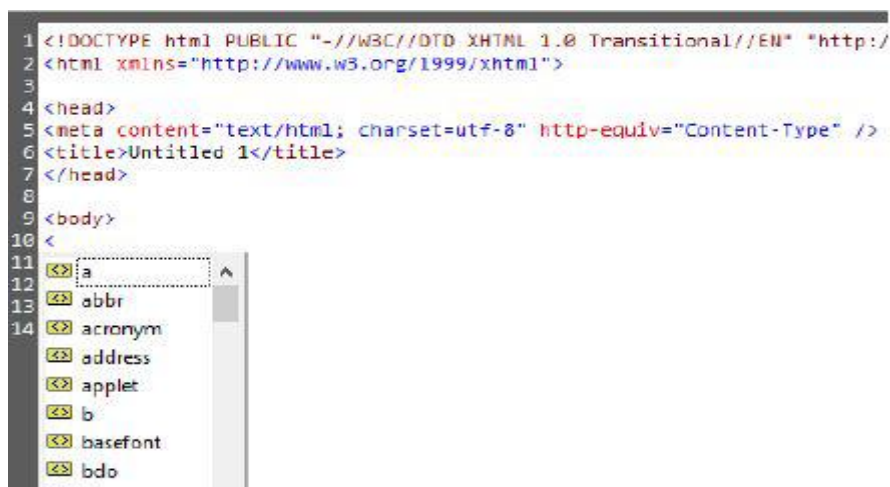 1 <!DOCTYPE html PUBLIC "-//W3C//DTD XHTML 1.0 Transitional//EN" "http:/
2 <html xmlns="http://www.w3.org/1999/xhtml">
3
4 <head>
5 <meta content="text/html; charset=utf-8" http-equiv="Content-Type" />
6 <title>Untitled 1</title>
7 </head>
8
9 <body>
10 <
11
12
13
14
a
abbr
acronym
address
applet
b
basefont
bdo